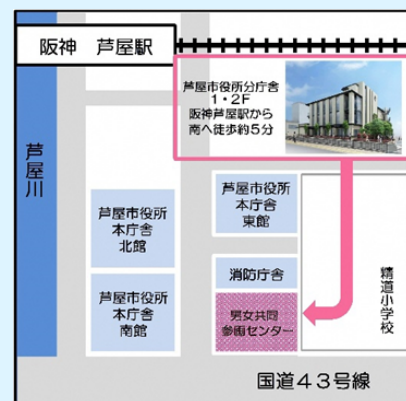 阪神　芦屋駅
芦屋市役所分庁舎
1・2F
阪神芦屋駅から
南へ徒歩約5分
芦屋川
芦屋市役所
本庁舎
北館
芦屋市役所
本庁舎
東館
消防庁舎
芦屋市役所
本庁舎
南館
男女共同
参画センター
精道小学校
国道43号線